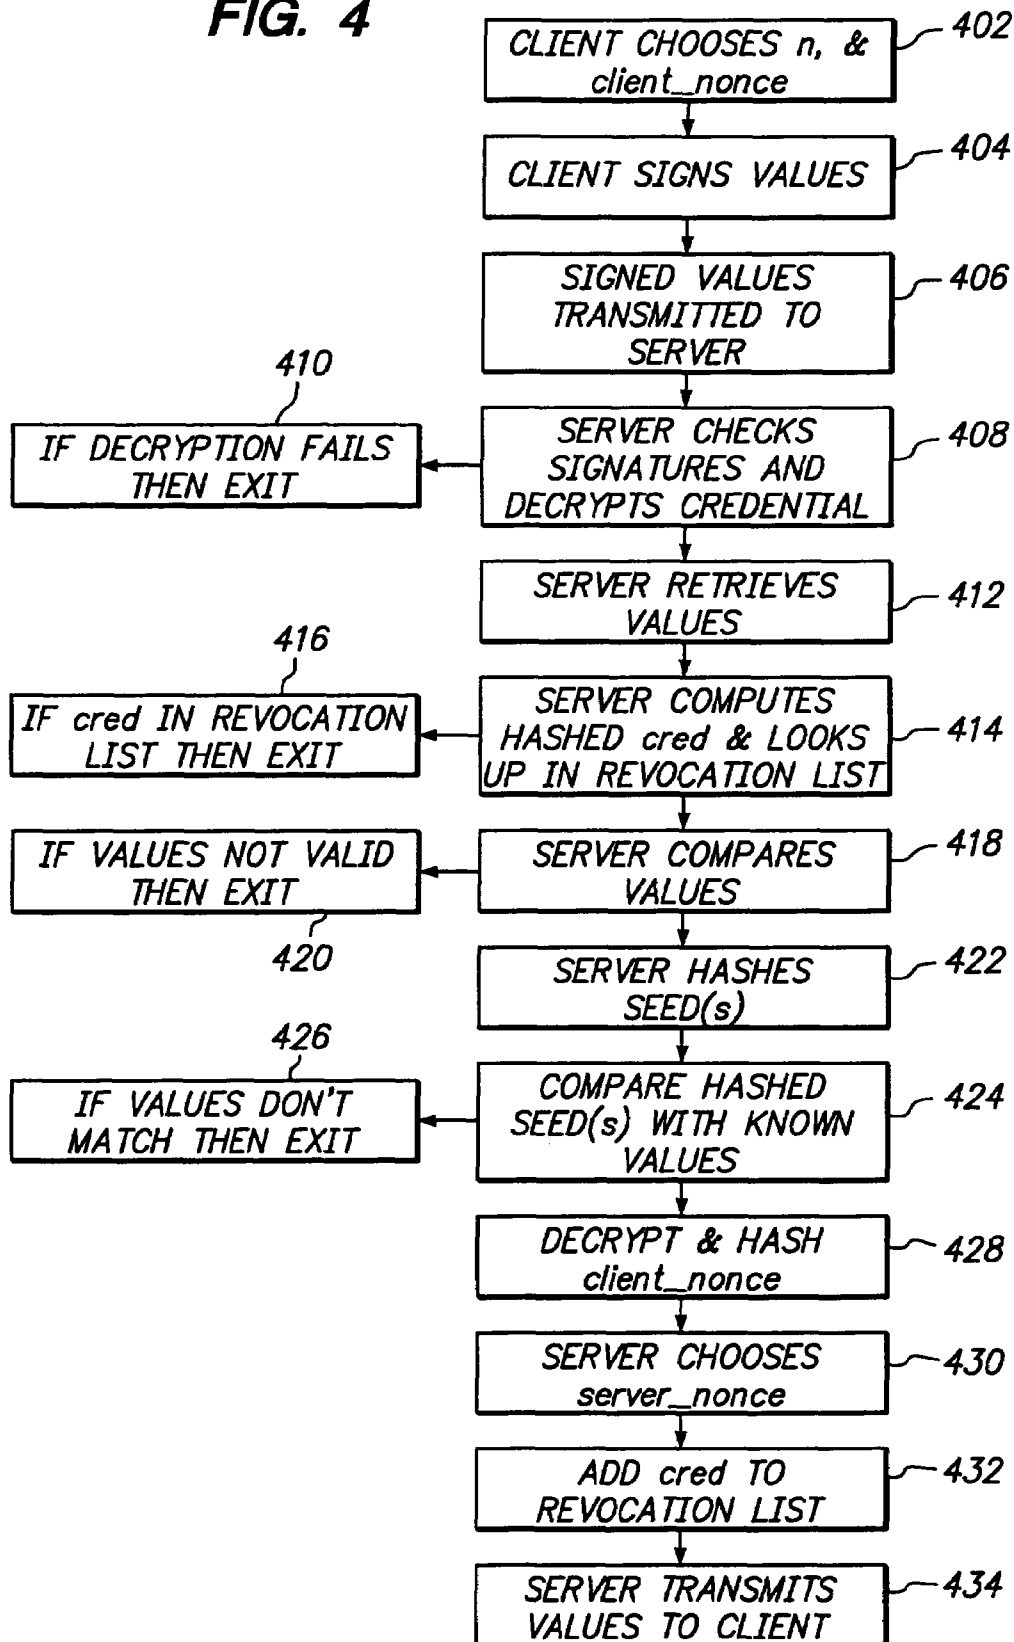 FIG. 4
CLIENT CHOOSES n, &
client_nonce
402
CLIENT SIGNS VALUES
404
SIGNED VALUES
TRANSMITTED TO
SERVER
406
SERVER CHECKS
SIGNATURES AND
DECRYPTS CREDENTIAL
408
410
IF DECRYPTION FAILS
THEN EXIT
SERVER RETRIEVES
VALUES
412
SERVER COMPUTES
HASHED cred & LOOKS
UP IN REVOCATION LIST
414
416
IF cred IN REVOCATION
LIST THEN EXIT
SERVER COMPARES
VALUES
418
IF VALUES NOT VALID
THEN EXIT
420
SERVER HASHES
SEED(s)
422
COMPARE HASHED
SEED(s) WITH KNOWN
VALUES
424
426
IF VALUES DON'T
MATCH THEN EXIT
DECRYPT & HASH
client_nonce
428
SERVER CHOOSES
server_nonce
430
ADD cred TO
REVOCATION LIST
432
SERVER TRANSMITS
VALUES TO CLIENT
434